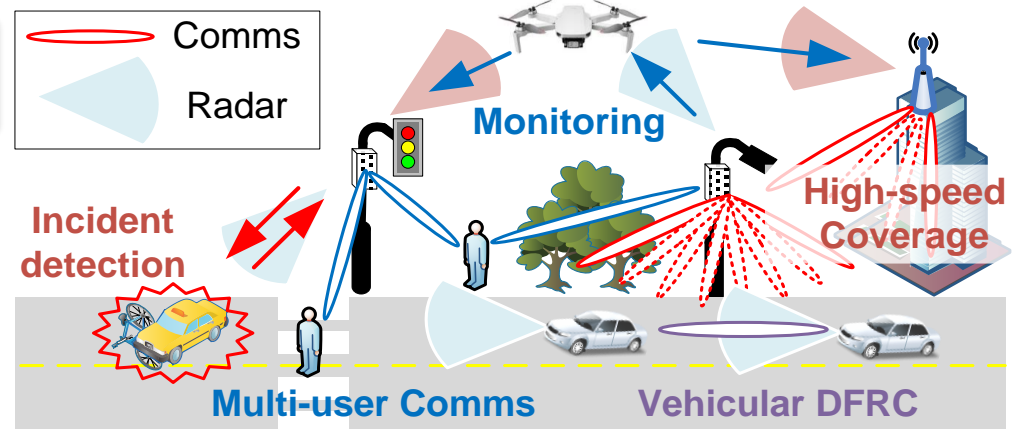 Comms
Radar
Monitoring
High-speed
Coverage
Incident
detection
Multi-user Comms
Vehicular DFRC